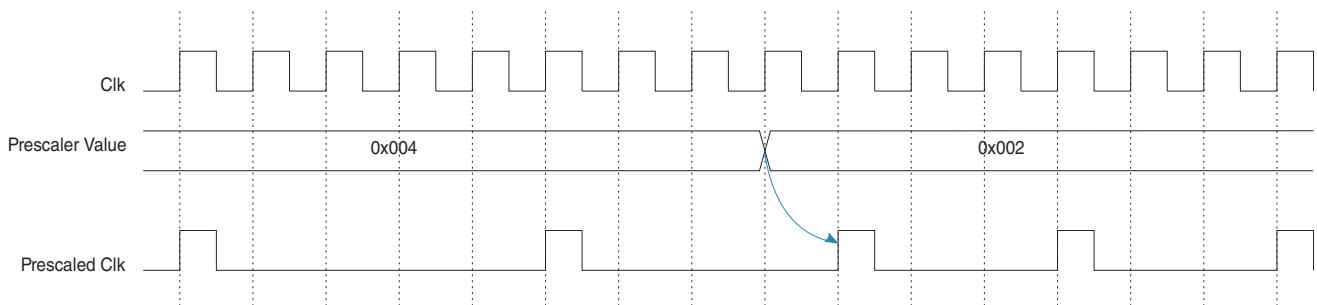 Clk
Prescaler Value
0x004
0x002
Prescaled Clk